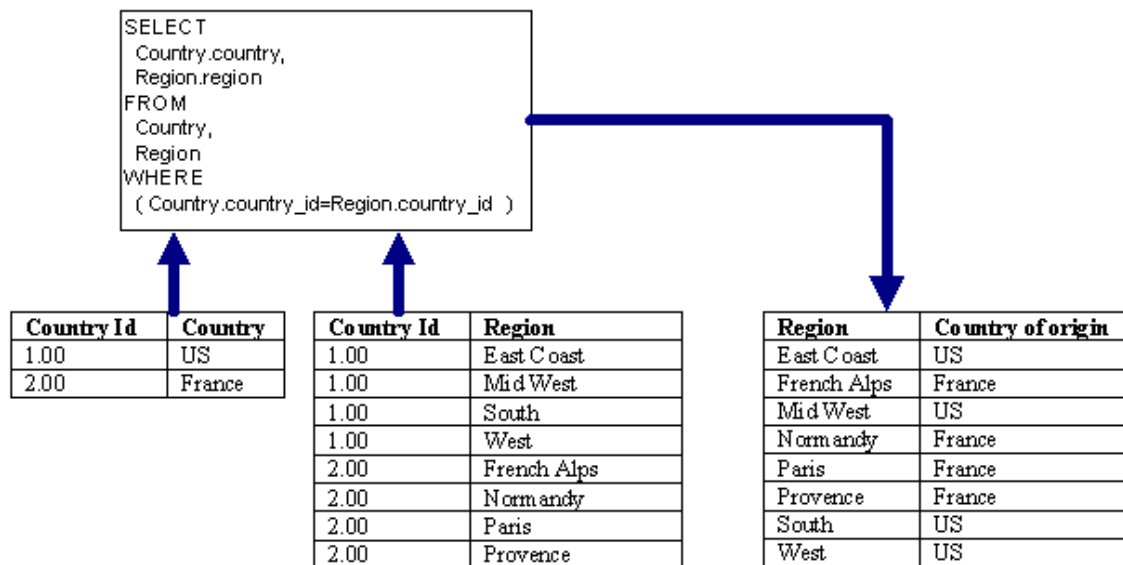 SELECT
Country.country,
Region.region
FROM
Country,
Region
WHERE
( Country.country_id=Region.country_id )
Country Id Country
1.00 US
2.00 France
Country Id Region
1.00 East Coast
1.00 Mid West
1.00 South
1.00 West
2.00 French Alps
2.00 Normandy
2.00 Paris
2.00 Provence
Region Country of origin
East Coast US
French Alps France
Mid West US
Normandy France
Paris France
Provence France
South US
West US